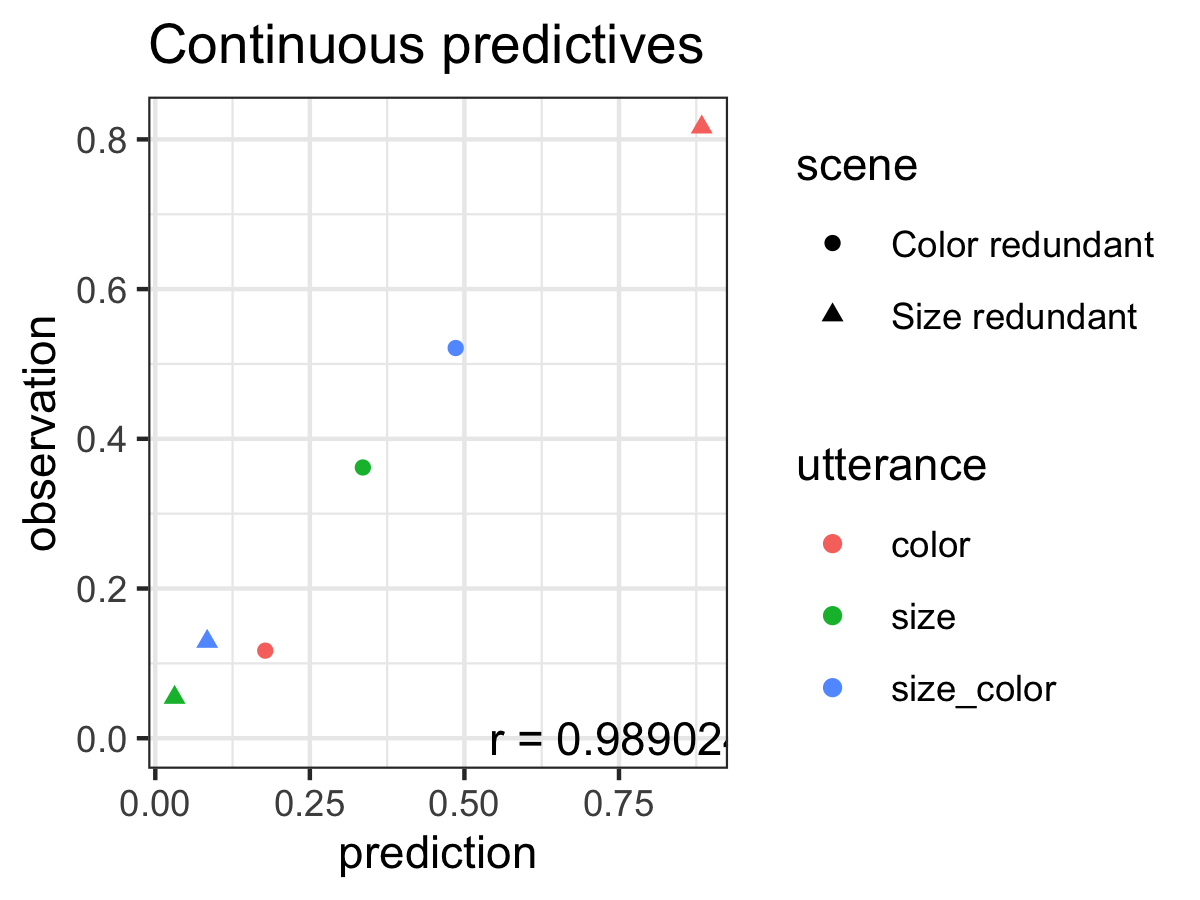 Continuous predictives
observation
0.8
0.6
0.4
0.2
0.0
r = 0.98902
0.00 0.25 0.50 0.75
prediction
scene
Color redundant
Size redundant
utterance
color
size
size_color